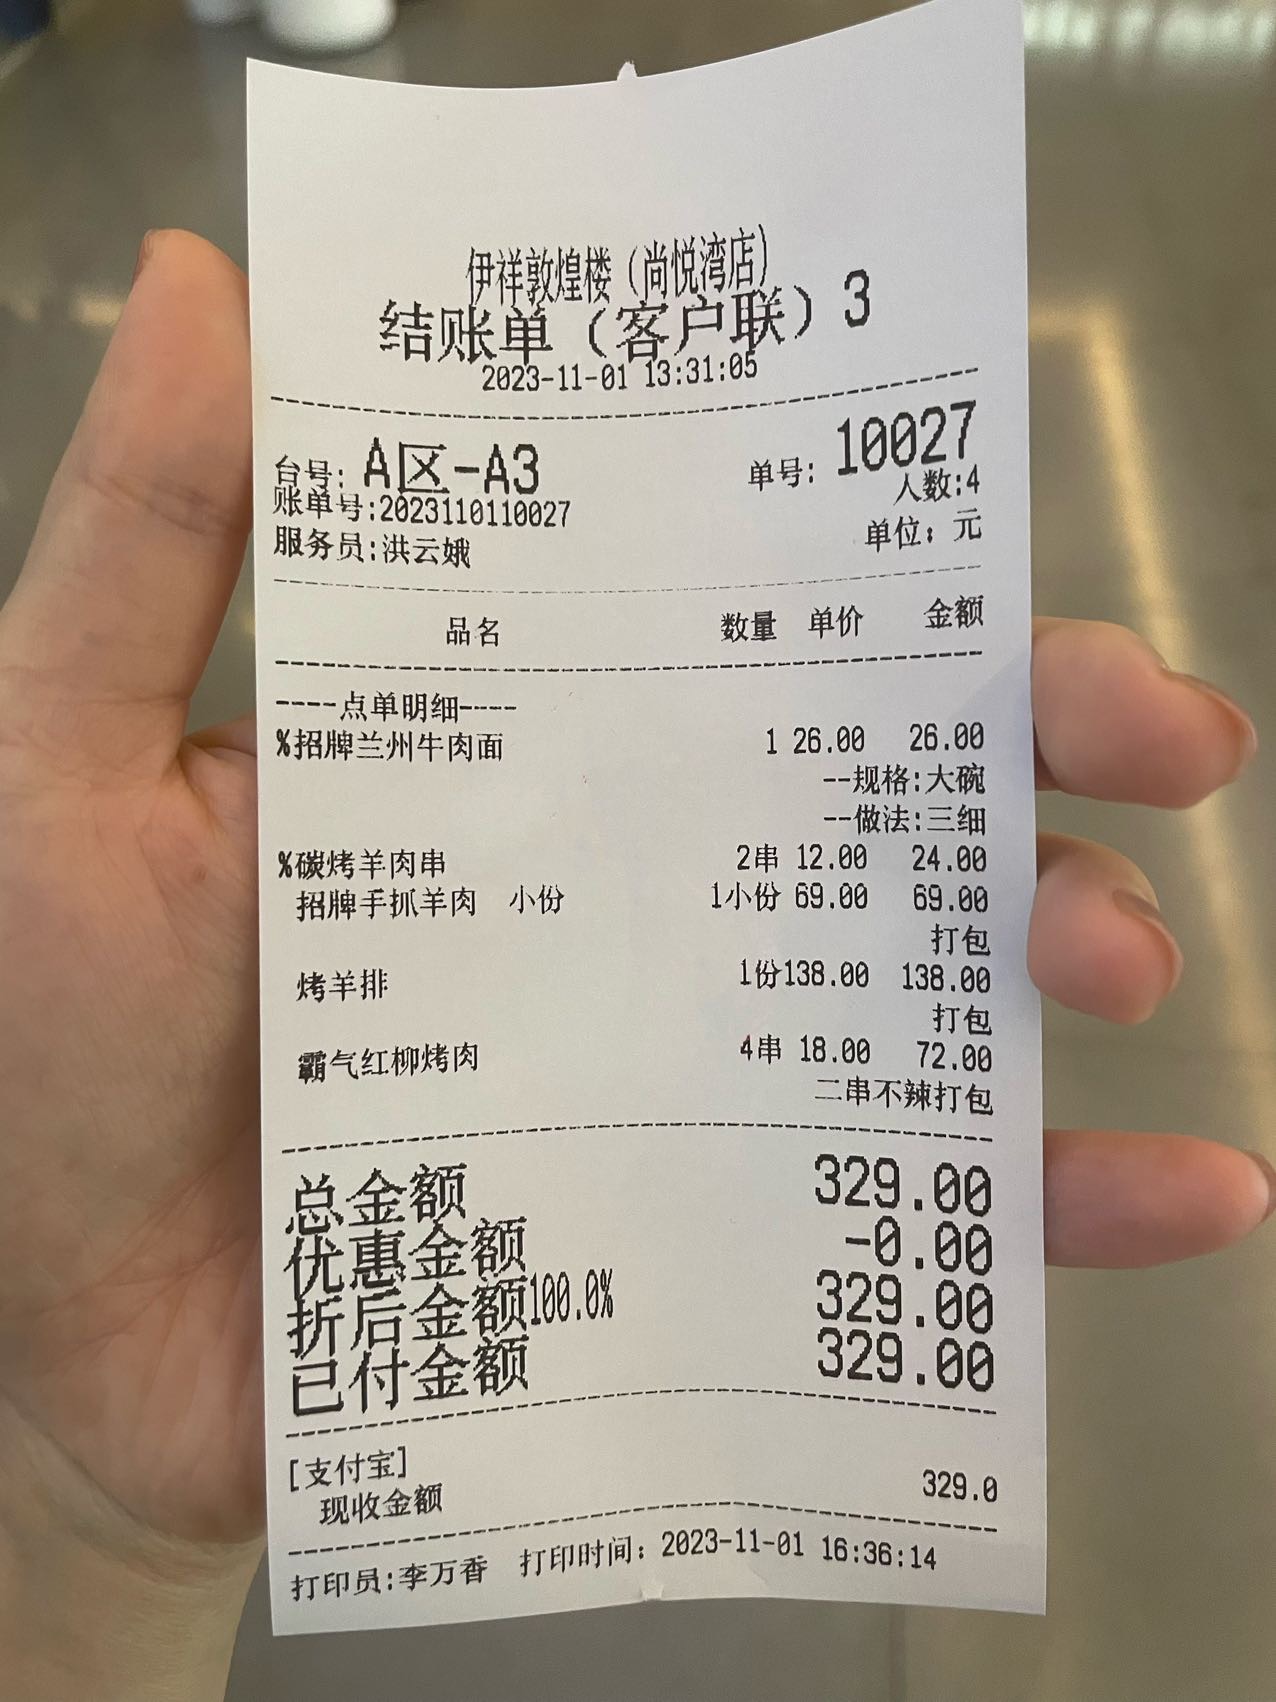 伊祥敦煌楼（尚悦湾店）
结账单（客户联）3
2023-11-01 13:31:05
台号: A区-A3 单号: 10027
账单号:2023110110027 人数:4
服务员:洪云娥 单位: 元
品名 数量 单价 金额
----点单明细----
%招牌兰州牛肉面 1 26.00 26.00
--规格:大碗
--做法:三细
%碳烤羊肉串 2串 12.00 24.00
招牌手抓羊肉 小份 1小份 69.00 69.00
打包
烤羊排 1份138.00 138.00
打包
霸气红柳烤肉 4串 18.00 72.00
二串不辣打包
总金额 329.00
优惠金额 -0.00
折后金额100.0% 329.00
已付金额 329.00
[支付宝]
现收金额 329.0
打印员:李万香 打印时间: 2023-11-01 16:36:14